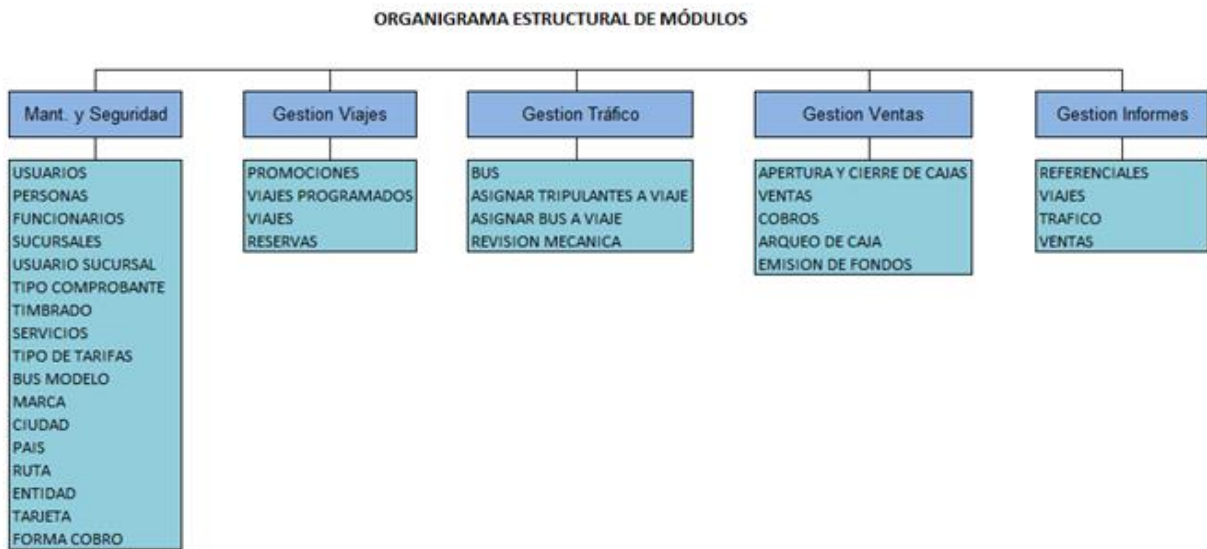 ORGANIGRAMA ESTRUCTURAL DE MÓDULOS
Mant. y Seguridad
USUARIOS
PERSONAS
FUNCIONARIOS
SUCURSALES
USUARIO SUCURSAL
TIPO COMPROBANTE
TIMBRADO
SERVICIOS
TIPO DE TARIFAS
BUS MODELO
MARCA
CIUDAD
PAIS
RUTA
ENTIDAD
TARJETA
FORMA COBRO
Gestion Viajes
PROMOCIONES
VIAJES PROGRAMADOS
VIAJES
RESERVAS
Gestion Tráfico
BUS
ASIGNAR TRIPULANTES A VIAJE
ASIGNAR BUS A VIAJE
REVISION MECANICA
Gestion Ventas
APERTURA Y CIERRE DE CAJAS
VENTAS
COBROS
ARQUEO DE CAJA
EMISION DE FONDOS
Gestion Informes
REFERENCIALES
VIAJES
TRAFICO
VENTAS